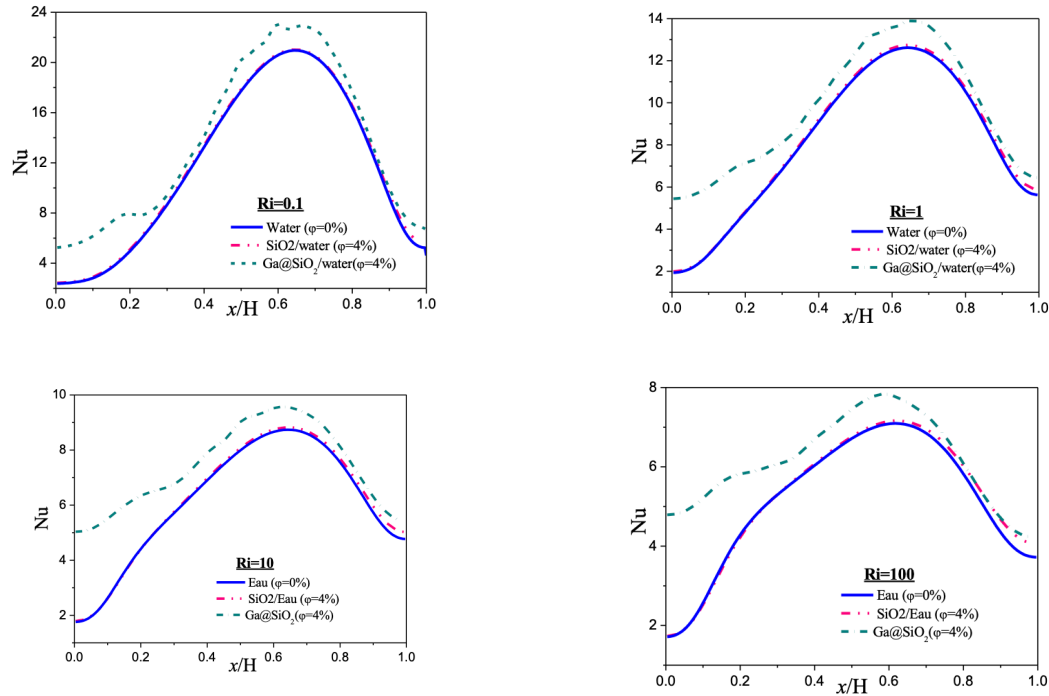 24
20
16
12
8
4
Nu
Ri=0.1
Water (φ=0%)
SiO2/water (φ=4%)
Ga@SiO₂/water(φ=4%)
0.0 0.2 0.4 0.6 0.8 1.0
x/H
14
12
10
8
6
4
2
Nu
Ri=1
Water (φ=0%)
SiO2/water (φ=4%)
Ga@SiO₂/water(φ=4%)
0.0 0.2 0.4 0.6 0.8 1.0
x/H
10
8
6
4
2
Nu
Ri=10
Eau (φ=0%)
SiO2/Eau (φ=4%)
Ga@SiO₂(φ=4%)
0.0 0.2 0.4 0.6 0.8 1.0
x/H
8
6
4
2
Nu
Ri=100
Eau (φ=0%)
SiO2/Eau (φ=4%)
Ga@SiO₂(φ=4%)
0.0 0.2 0.4 0.6 0.8 1.0
x/H